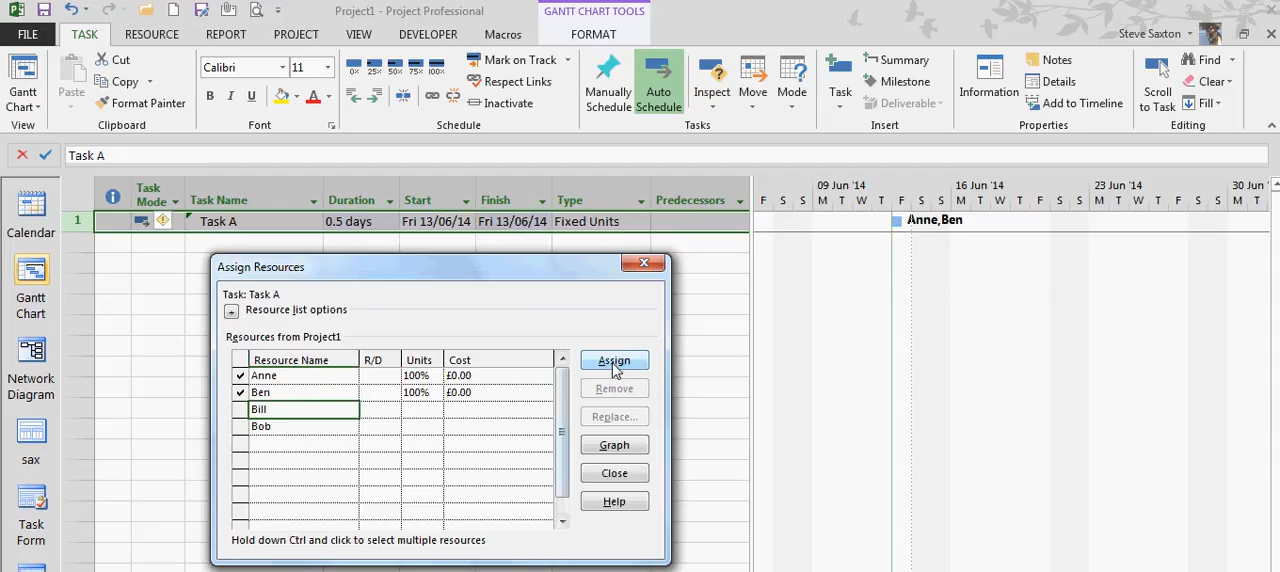 Project1 - Project Professional
GANTT CHART TOOLS
FILE TASK RESOURCE REPORT PROJECT VIEW DEVELOPER Macros FORMAT
Steve Saxton
Gantt Chart
View
Paste
Cut
Copy
Format Painter
Clipboard
Calibri 11
B I U A
Font
0% 25% 50% 75% 100%
Mark on Track
Respect Links
Inactivate
Schedule
Manually Schedule
Auto Schedule
Inspect
Move
Mode
Tasks
Task
Summary
Milestone
Deliverable
Insert
Information
Notes
Details
Add to Timeline
Properties
Scroll to Task
Find
Clear
Fill
Editing
Task A
Task Mode Task Name Duration Start Finish Type Predecessors
09 Jun '14 16 Jun '14 23 Jun '14 30 Jun '14
F S S M T W T F S S M T W T F S S M T W T F S S M T
1 Task A 0.5 days Fri 13/06/14 Fri 13/06/14 Fixed Units
Anne,Ben
Calendar
Gantt Chart
Network Diagram
sax
Task Form
Assign Resources
Task: Task A
+ Resource list options
Resources from Project1
Resource Name R/D Units Cost
Anne 100% £0.00
Ben 100% £0.00
Bill
Bob
Assign
Remove
Replace...
Graph
Close
Help
Hold down Ctrl and click to select multiple resources